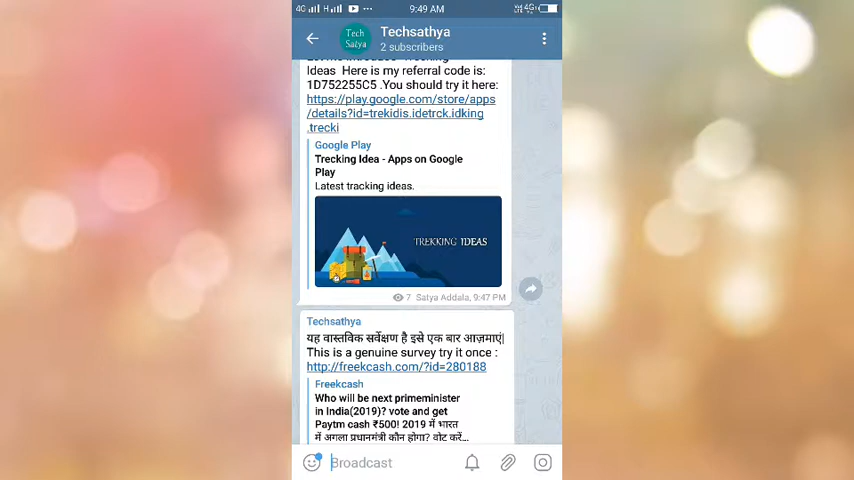 4G H 9:49 AM 4G
Tech
Satya
Techsathya
2 subscribers
Ideas Here is my referral code is:
1D752255C5 .You should try it here:
https://play.google.com/store/apps
/details?id=trekidis.idetrck.idking
.trecki
Google Play
Trecking Idea - Apps on Google
Play
Latest tracking ideas.
TREKKING IDEAS
7 Satya Addala, 9:47 PM
Techsathya
यह वास्तविक सर्वेक्षण है इसे एक बार आज़माएं|
This is a genuine survey try it once :
http://freekcash.com/?id=280188
Freekcash
Who will be next primeminister
in India(2019)? vote and get
Paytm cash ₹500! 2019 में भारत
में अगला प्रधानमंत्री कौन होगा? वोट करें...
Broadcast